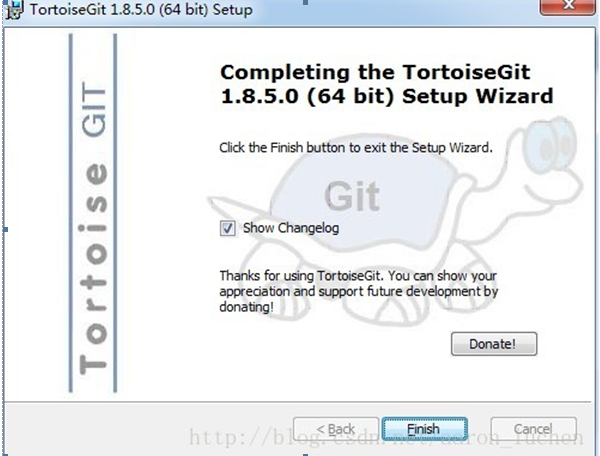 TortoiseGit 1.8.5.0 (64 bit) Setup
Tortoise GIT
Completing the TortoiseGit
1.8.5.0 (64 bit) Setup Wizard
Click the Finish button to exit the Setup Wizard.
Git
Show Changelog
Thanks for using TortoiseGit. You can show your
appreciation and support future development by
donating!
Donate!
< Back
Finish
Cancel
http://blog.csdn.net/aaron_luchen